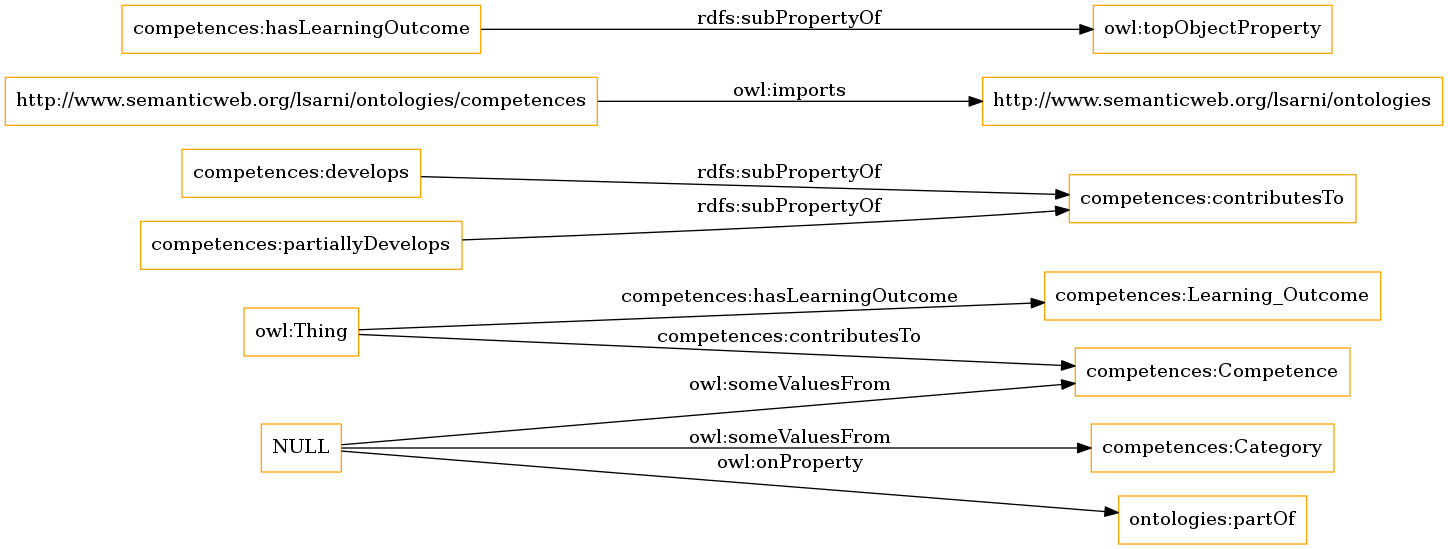 competences:hasLearningOutcome
rdfs:subPropertyOf
owl:topObjectProperty
http://www.semanticweb.org/lsarni/ontologies/competences
owl:imports
http://www.semanticweb.org/lsarni/ontologies
competences:develops
rdfs:subPropertyOf
competences:contributesTo
competences:partiallyDevelops
rdfs:subPropertyOf
owl:Thing
competences:hasLearningOutcome
competences:Learning_Outcome
competences:contributesTo
competences:Competence
owl:someValuesFrom
NULL
owl:someValuesFrom
competences:Category
owl:onProperty
ontologies:partOf